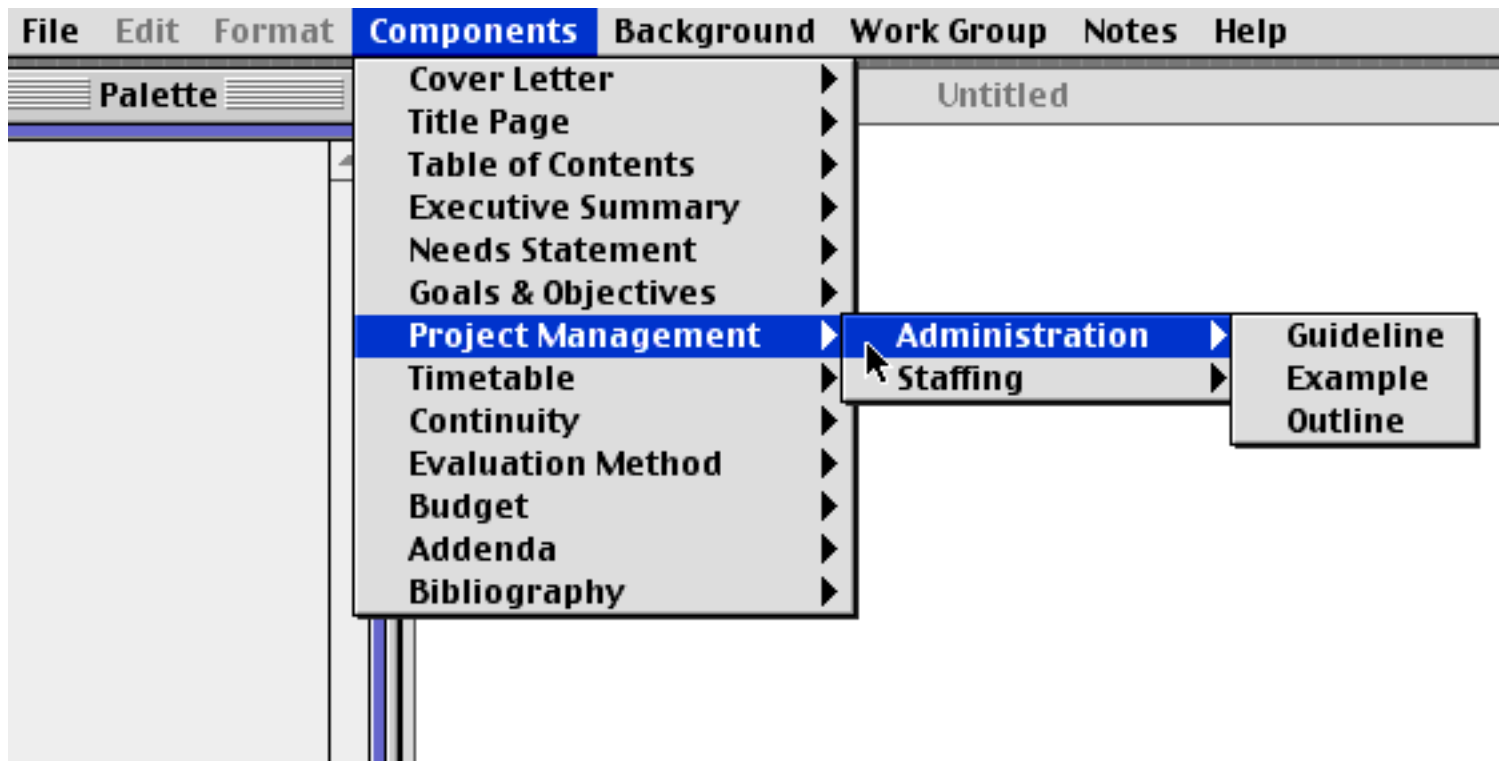 File Edit Format Components Background Work Group Notes Help
Palette
Untitled
Cover Letter
Title Page
Table of Contents
Executive Summary
Needs Statement
Goals & Objectives
Project Management
Timetable
Continuity
Evaluation Method
Budget
Addenda
Bibliography
Administration
Staffing
Guideline
Example
Outline